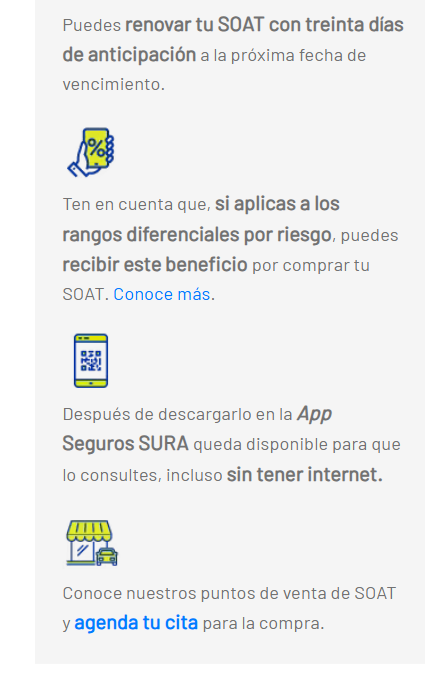 Puedes renovar tu SOAT con treinta días
de anticipación a la próxima fecha de
vencimiento.
%
Ten en cuenta que, si aplicas a los
rangos diferenciales por riesgo, puedes
recibir este beneficio por comprar tu
SOAT. Conoce más.
Después de descargarlo en la App
Seguros SURA queda disponible para que
lo consultes, incluso sin tener internet.
Conoce nuestros puntos de venta de SOAT
y agenda tu cita para la compra.